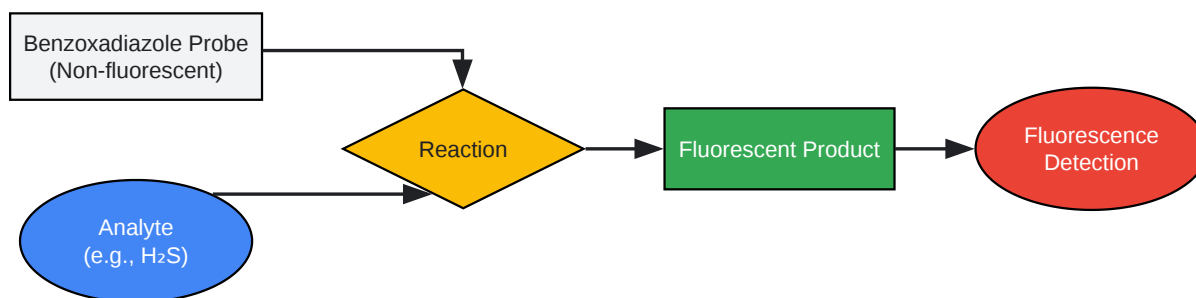 Benzoxadiazole Probe
(Non-fluorescent)
Reaction
Analyte
(e.g., H₂S)
Fluorescent Product
Fluorescence
Detection